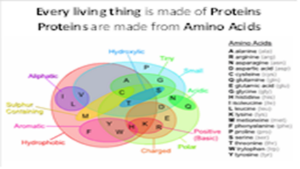 Every living thing is made of Proteins
Proteins are made from Amino Acids
Hydroxylic
Tiny
Small
Aliphatic
Acidic
Sulphur
Containing
Aromatic
Hydrophobic
Positive
(Basic)
Charged
Polar
P
A
G
S
N
Q
D
E
C
T
I
V
L
M
F
Y
W
H
K
R
Amino Acids
A alanine (ala)
R arginine (arg)
N asparagine (asn)
D aspartic acid (asp)
C cysteine (cys)
Q glutamine (gln)
E glutamic acid (glu)
G glycine (gly)
H histidine (his)
I isoleucine (ile)
L leucine (leu)
K lysine (lys)
M methionine (met)
F phenylalanine (phe)
P proline (pro)
S serine (ser)
T threonine (thr)
W tryptophan (trp)
Y tyrosine (tyr)